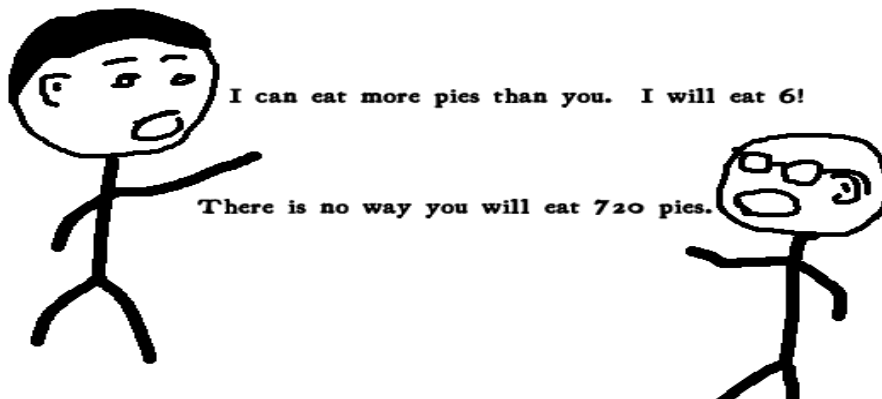 I can eat more pies than you. I will eat 6!
There is no way you will eat 720 pies.